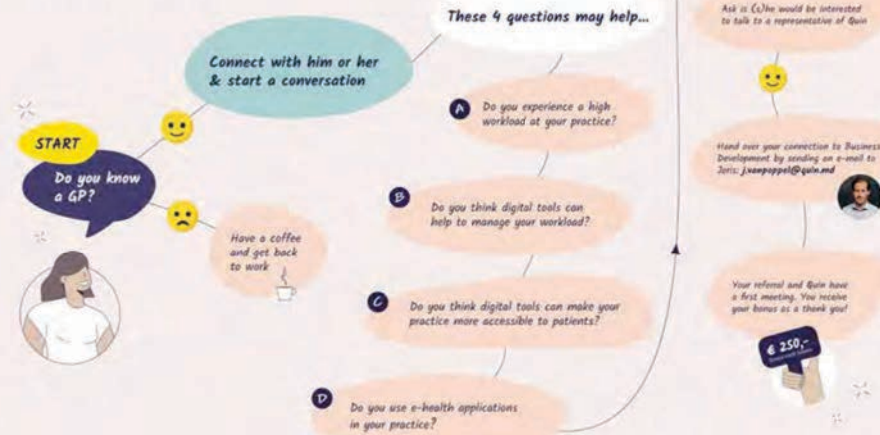 START
Do you know
a GP?
Connect with him or her
& start a conversation
Have a coffee
and get back
to work
These 4 questions may help...
A
Do you experience a high
workload at your practice?
B
Do you think digital tools can
help to manage your workload?
C
Do you think digital tools can make your
practice more accessible to patients?
D
Do you use e-health applications
in your practice?
Ask is (s)he would be interested
to talk to a representative of Quin
Hand over your connection to Business
Development by sending an e-mail to
Joris: j.vanpoppel@quin.md
Your referral and Quin have
a first meeting. You receive
your bonus as a thank you!
€ 250,-